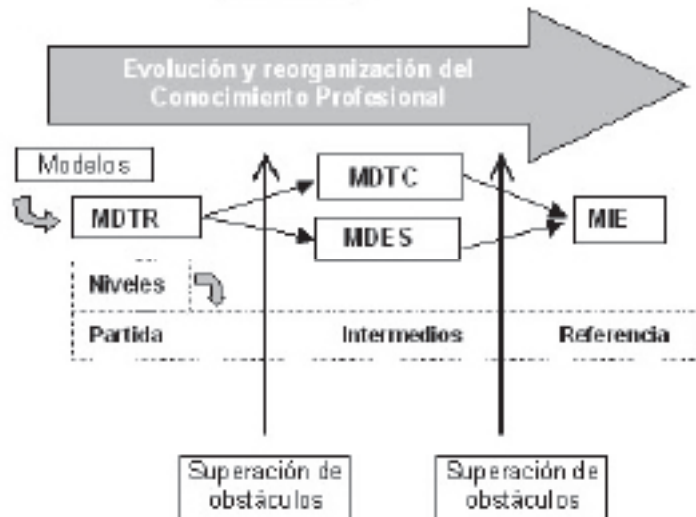 Evolución y reorganización del
Conocimiento Profesional
Modelos
MDTR
MDTC
MDES
MIE
Niveles
Partida
Intermedios
Referencia
Superación de
obstáculos
Superación de
obstáculos